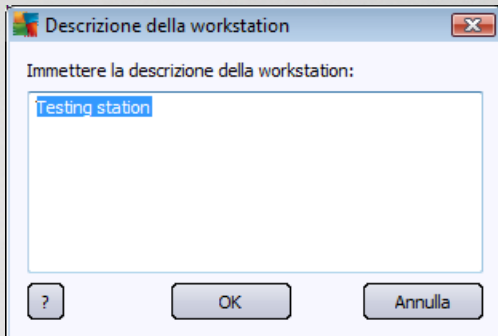 Descrizione della workstation
Immettere la descrizione della workstation:
Testing station
? OK Annulla